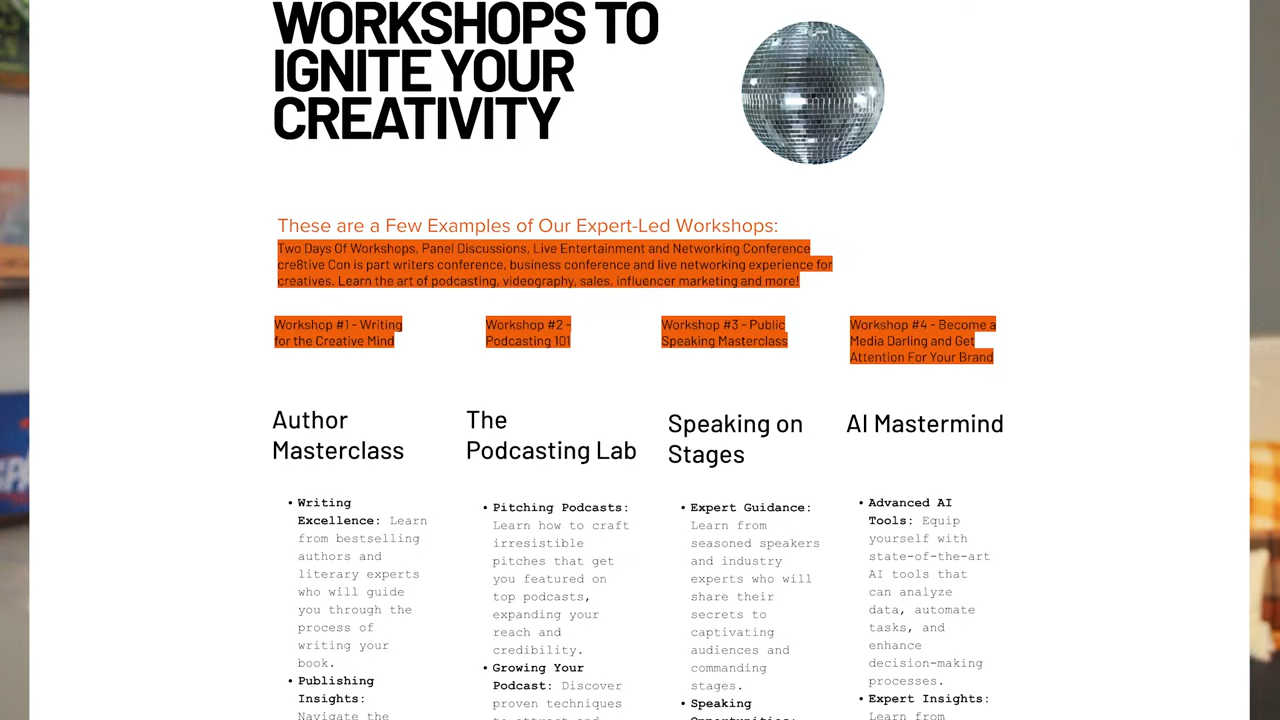 WORKSHOPS TO
IGNITE YOUR
CREATIVITY
These are a Few Examples of Our Expert-Led Workshops:
Two Days Of Workshops, Panel Discussions, Live Entertainment and Networking Conference
cre8tive Con is part writers conference, business conference and live networking experience for
creatives. Learn the art of podcasting, videography, sales, influencer marketing and more!
Workshop #1 - Writing
for the Creative Mind
Workshop #2 -
Podcasting 101
Workshop #3 - Public
Speaking Masterclass
Workshop #4 - Become a
Media Darling and Get
Attention For Your Brand
Author
Masterclass
• Writing
Excellence: Learn
from bestselling
authors and
literary experts
who will guide
you through the
process of
writing your
book.
• Publishing
Insights:
Navigate the
The
Podcasting Lab
• Pitching Podcasts:
Learn how to craft
irresistible
pitches that get
you featured on
top podcasts,
expanding your
reach and
credibility.
• Growing Your
Podcast: Discover
proven techniques
to attract and
Speaking on
Stages
• Expert Guidance:
Learn from
seasoned speakers
and industry
experts who will
share their
secrets to
captivating
audiences and
commanding
stages.
• Speaking
Opportunities:
AI Mastermind
• Advanced AI
Tools: Equip
yourself with
state-of-the-art
AI tools that
can analyze
data, automate
tasks, and
enhance
decision-making
processes.
• Expert Insights:
Learn from